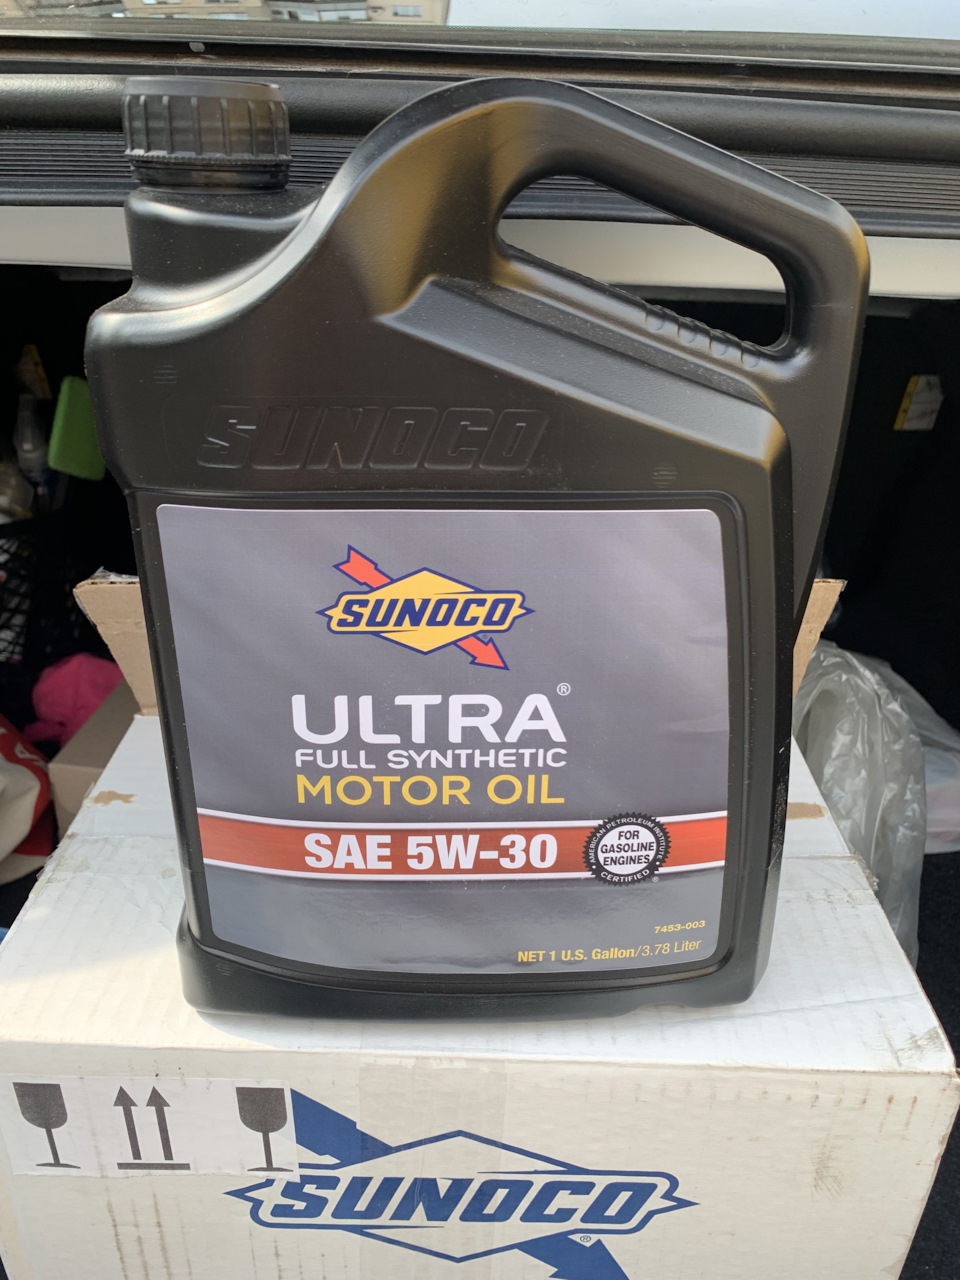 SUNOCO
SUNOCO
ULTRA®
FULL SYNTHETIC
MOTOR OIL
SAE 5W-30
AMERICAN PETROLEUM INSTITUTE
FOR
GASOLINE
ENGINES
CERTIFIED
®
7453-003
NET 1 U.S. Gallon/3.78 Liter
SUNOCO
®